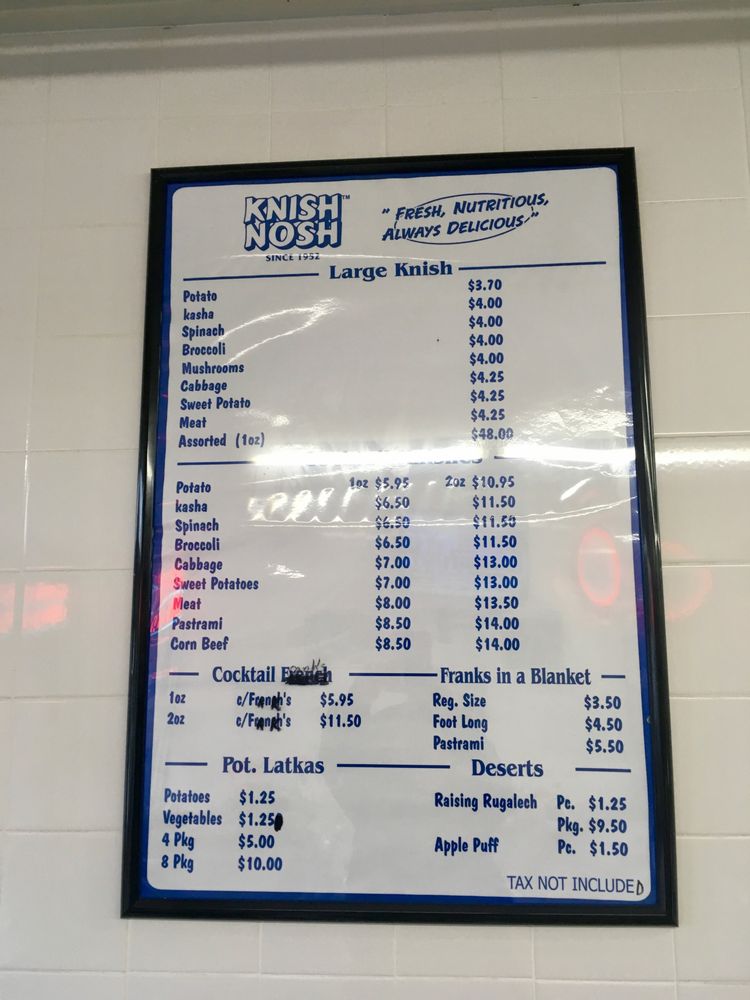 KNISH NOSH™
SINCE 1952
" FRESH, NUTRITIOUS,
ALWAYS DELICIOUS "
Large Knish
Potato $3.70
kasha $4.00
Spinach $4.00
Broccoli $4.00
Mushrooms $4.00
Cabbage $4.25
Sweet Potato $4.25
Meat $4.25
Assorted (1oz) $48.00
1oz 2oz
Potato $5.95 $10.95
kasha $6.50 $11.50
Spinach $6.50 $11.50
Broccoli $6.50 $11.50
Cabbage $7.00 $13.00
Sweet Potatoes $7.00 $13.00
Meat $8.00 $13.50
Pastrami $8.50 $14.00
Corn Beef $8.50 $14.00
Cocktail
1oz $5.95
2oz $11.50
Franks in a Blanket
Reg. Size $3.50
Foot Long $4.50
Pastrami $5.50
Pot. Latkas
Potatoes $1.25
Vegetables $1.25
4 Pkg $5.00
8 Pkg $10.00
Deserts
Raising Rugalech Pc. $1.25
Pkg. $9.50
Apple Puff Pc. $1.50
TAX NOT INCLUDED